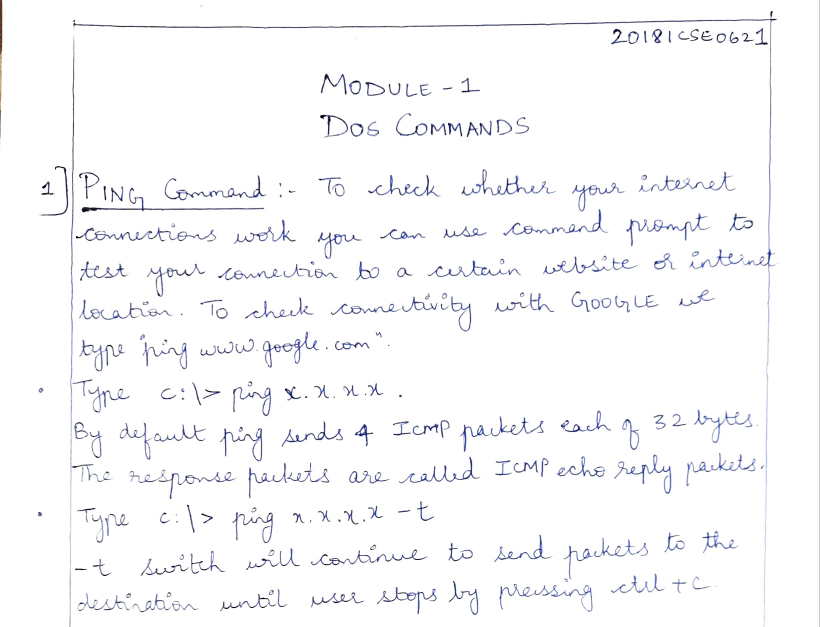 20181CSE0621
MODULE - 1
DOS COMMANDS
1] PING Command :- To check whether your internet
connections work you can use command prompt to
test your connection to a certain website or internet
location. To check connectivity with GOOGLE we
type "ping www.google.com".
• Type c:\> ping x.x.x.x .
By default ping sends 4 ICMP packets each of 32 bytes.
The response packets are called ICMP echo reply packets.
• Type c:\> ping x.x.x.x -t
-t switch will continue to send packets to the
destination until user stops by pressing ctrl + c.